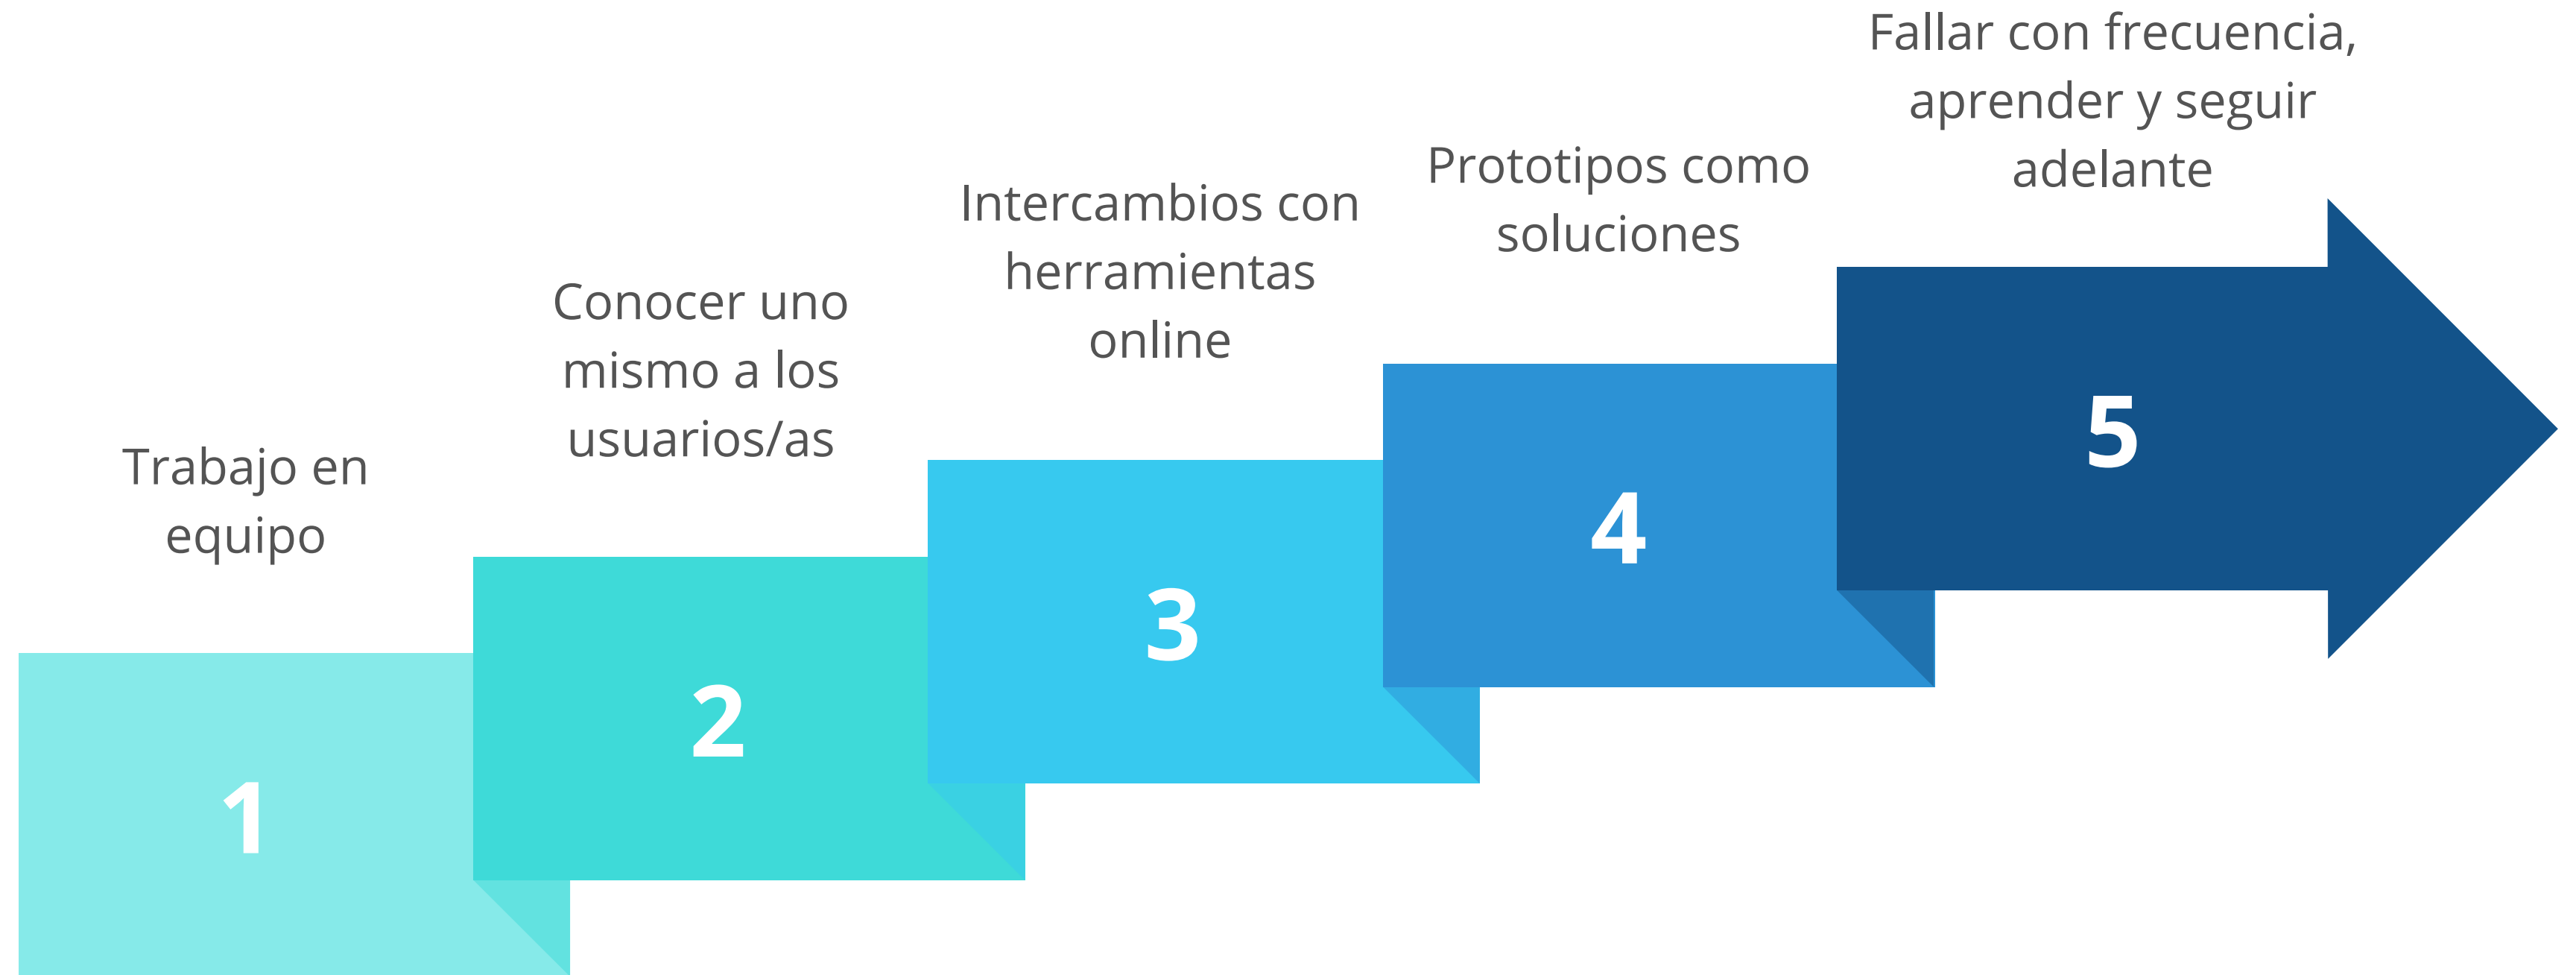 Trabajo en
equipo
1
Conocer uno
mismo a los
usuarios/as
2
Intercambios con
herramientas
online
3
Prototipos como
soluciones
4
Fallar con frecuencia,
aprender y seguir
adelante
5